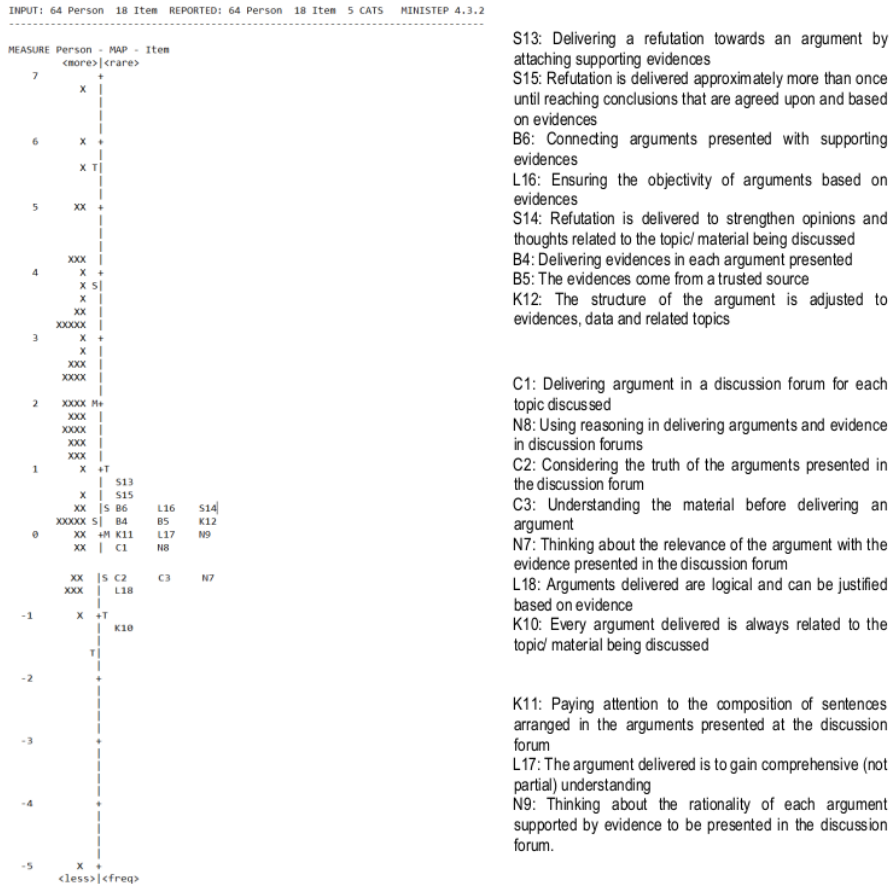 INPUT: 64 Person 18 Item REPORTED: 64 Person 18 Item 5 CATS MINISTEP 4.3.2
--------------------------------------------------------------------------------
MEASURE Person - MAP - Item
<more>|<rare>
7 +
X |
|
|
|
6 X +
|
X T|
|
|
5 XX +
|
|
|
XXX |
4 X +
X S|
X |
XX |
XXXXX |
3 X +
X |
XXX |
XXXX |
|
2 XXXX M+
XXX |
XXXX |
XXX |
XXX |
1 X +T
| S13
X | S15
XX |S B6 L16 S14
XXXXX S| B4 B5 K12
0 XX +M K11 L17 N9
XX | C1 N8
XX |S C2 C3 N7
XXX | L18
-1 X +T
| K10
|
T|
|
-2 +
|
|
|
|
-3 +
|
|
|
|
-4 +
|
|
|
|
-5 X +
<less>|<freq>
S13: Delivering a refutation towards an argument by
attaching supporting evidences
S15: Refutation is delivered approximately more than once
until reaching conclusions that are agreed upon and based
on evidences
B6: Connecting arguments presented with supporting
evidences
L16: Ensuring the objectivity of arguments based on
evidences
S14: Refutation is delivered to strengthen opinions and
thoughts related to the topic/ material being discussed
B4: Delivering evidences in each argument presented
B5: The evidences come from a trusted source
K12: The structure of the argument is adjusted to
evidences, data and related topics
C1: Delivering argument in a discussion forum for each
topic discussed
N8: Using reasoning in delivering arguments and evidence
in discussion forums
C2: Considering the truth of the arguments presented in
the discussion forum
C3: Understanding the material before delivering an
argument
N7: Thinking about the relevance of the argument with the
evidence presented in the discussion forum
L18: Arguments delivered are logical and can be justified
based on evidence
K10: Every argument delivered is always related to the
topic/ material being discussed
K11: Paying attention to the composition of sentences
arranged in the arguments presented at the discussion
forum
L17: The argument delivered is to gain comprehensive (not
partial) understanding
N9: Thinking about the rationality of each argument
supported by evidence to be presented in the discussion
forum.